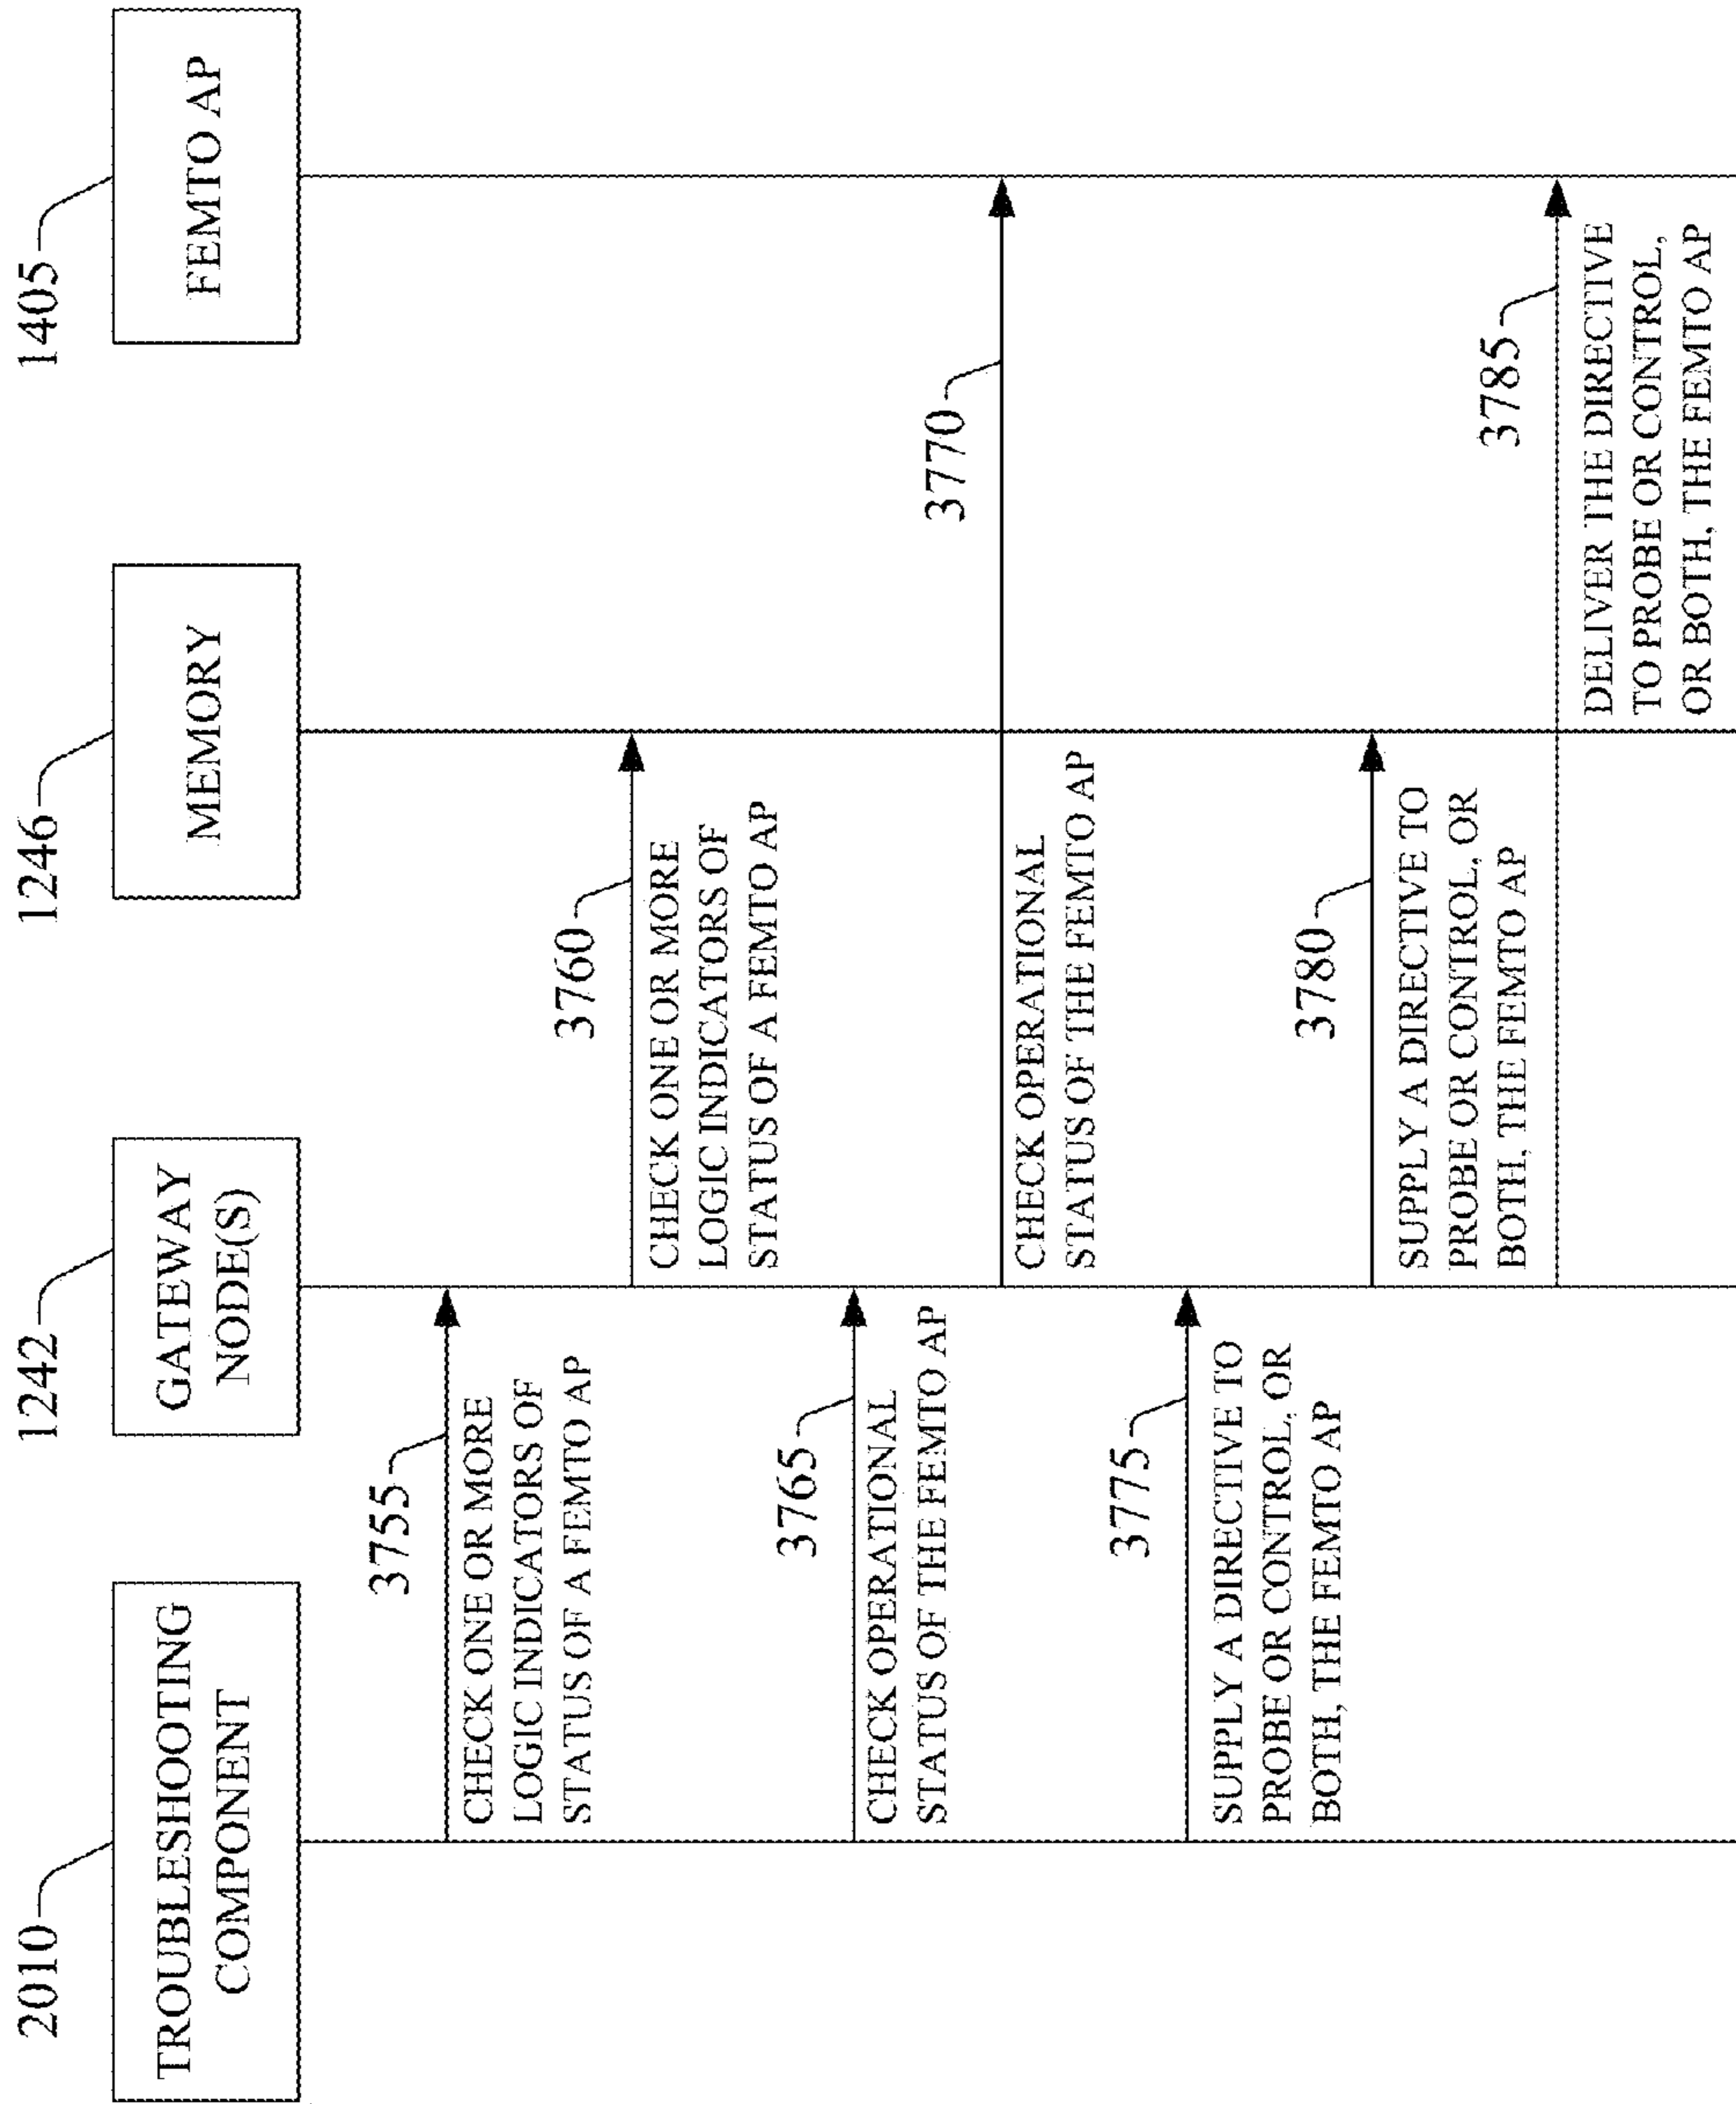 2010
TROUBLESHOOTING
COMPONENT
1242
GATEWAY
NODE(S)
1246
MEMORY
1405
FEMTO AP
3755
CHECK ONE OR MORE
LOGIC INDICATORS OF
STATUS OF A FEMTO AP
3760
CHECK ONE OR MORE
LOGIC INDICATORS OF
STATUS OF A FEMTO AP
3765
CHECK OPERATIONAL
STATUS OF THE FEMTO AP
3770
CHECK OPERATIONAL
STATUS OF THE FEMTO AP
3775
SUPPLY A DIRECTIVE TO
PROBE OR CONTROL, OR
BOTH, THE FEMTO AP
3780
SUPPLY A DIRECTIVE TO
PROBE OR CONTROL, OR
BOTH, THE FEMTO AP
3785
DELIVER THE DIRECTIVE
TO PROBE OR CONTROL,
OR BOTH, THE FEMTO AP